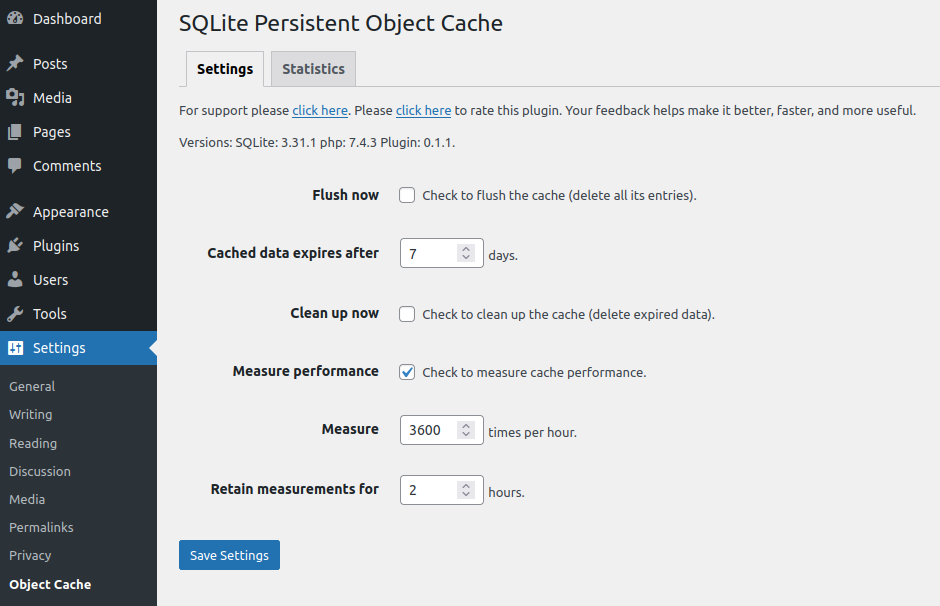 Dashboard
Posts
Media
Pages
Comments
Appearance
Plugins
Users
Tools
Settings
General
Writing
Reading
Discussion
Media
Permalinks
Privacy
Object Cache
SQLite Persistent Object Cache
Settings Statistics
For support please click here. Please click here to rate this plugin. Your feedback helps make it better, faster, and more useful.
Versions: SQLite: 3.31.1 php: 7.4.3 Plugin: 0.1.1.
Flush now Check to flush the cache (delete all its entries).
Cached data expires after 7 days.
Clean up now Check to clean up the cache (delete expired data).
Measure performance Check to measure cache performance.
Measure 3600 times per hour.
Retain measurements for 2 hours.
Save Settings